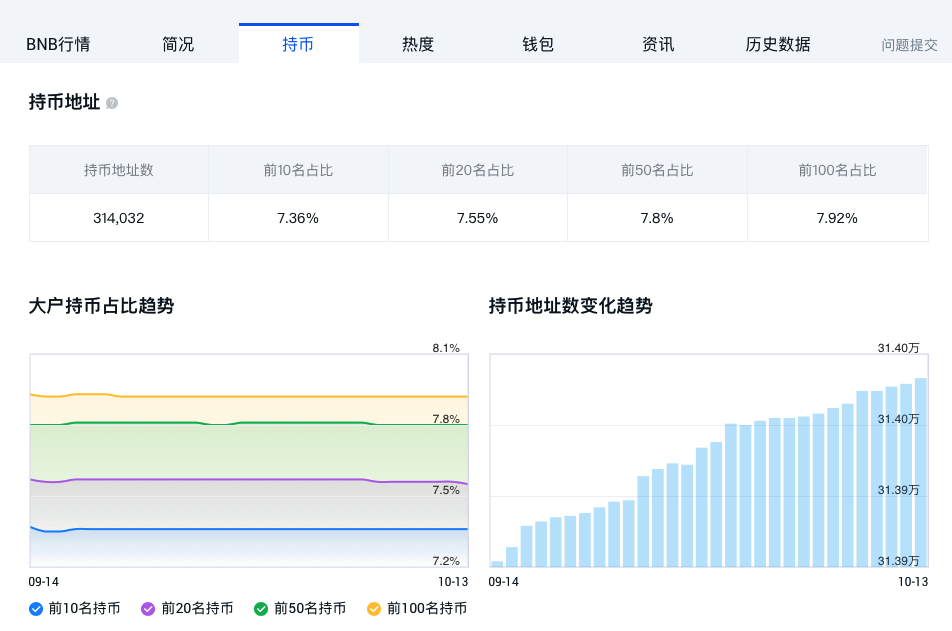 BNB行情 简况 持币 热度 钱包 资讯 历史数据 问题提交
持币地址 ?
持币地址数 前10名占比 前20名占比 前50名占比 前100名占比
314,032 7.36% 7.55% 7.8% 7.92%
大户持币占比趋势
8.1%
7.8%
7.5%
7.2%
09-14 10-13
前10名持币 前20名持币 前50名持币 前100名持币
持币地址数变化趋势
31.40万
31.40万
31.39万
31.39万
09-14 10-13